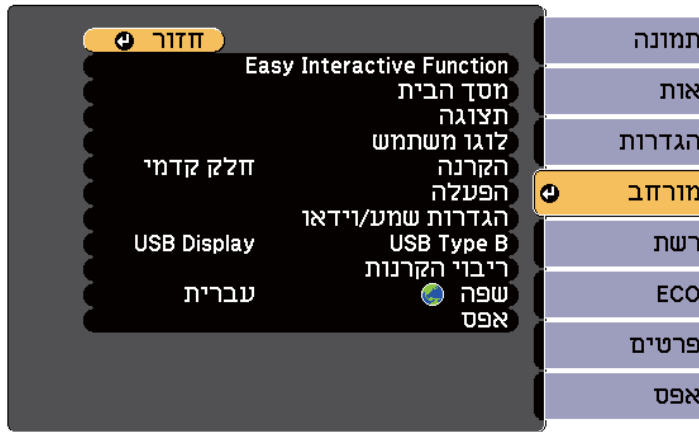 תמונה
אות
הגדרות
מורחב
רשת
ECO
פרטים
אפס
חזור
Easy Interactive Function
מסך הבית
תצוגה
לוגו משתמש
הקרנה חלק קדמי
הפעלה
הגדרות שמע/וידאו
USB Type B USB Display
ריבוי הקרנות
שפה עברית
אפס